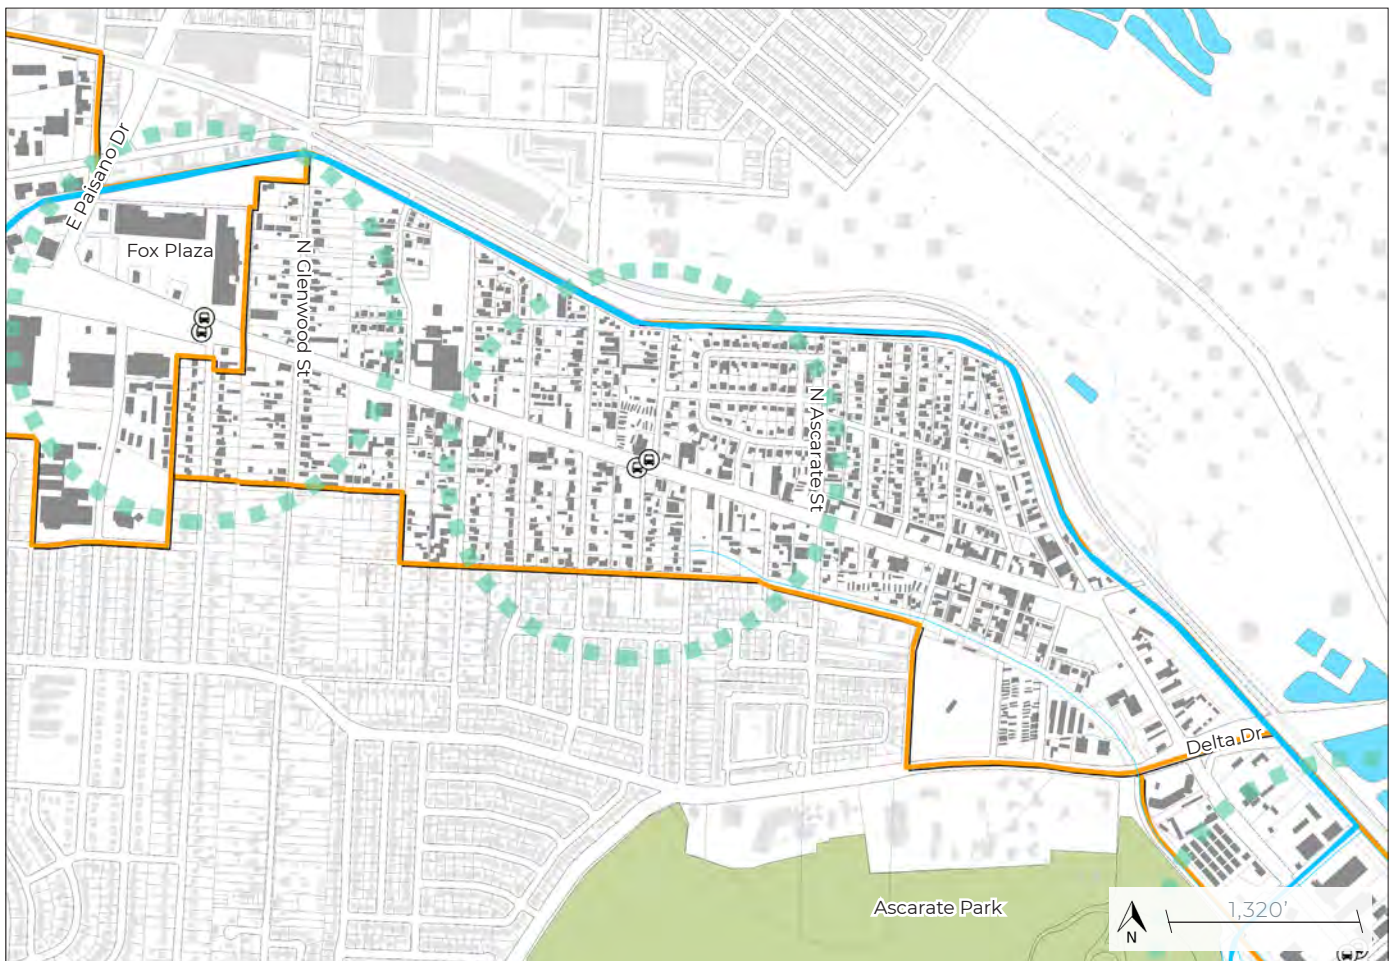 E Paisano Dr
Fox Plaza
N Glenwood St
N Ascarate St
Delta Dr
Ascarate Park
N
1,320'